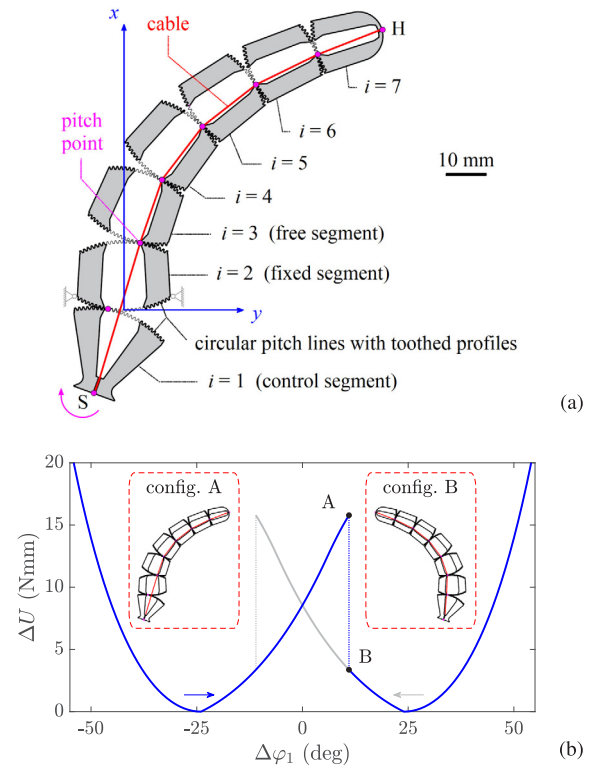 x
cable
H
i = 7
pitch
point
i = 6
10 mm
i = 5
i = 4
i = 3 (free segment)
i = 2 (fixed segment)
y
circular pitch lines with toothed profiles
S
i = 1 (control segment)
(a)
20
config. A
A
config. B
15
ΔU (Nmm)
10
5
B
0
-50
-25
0
25
50
Δφ₁ (deg)
(b)